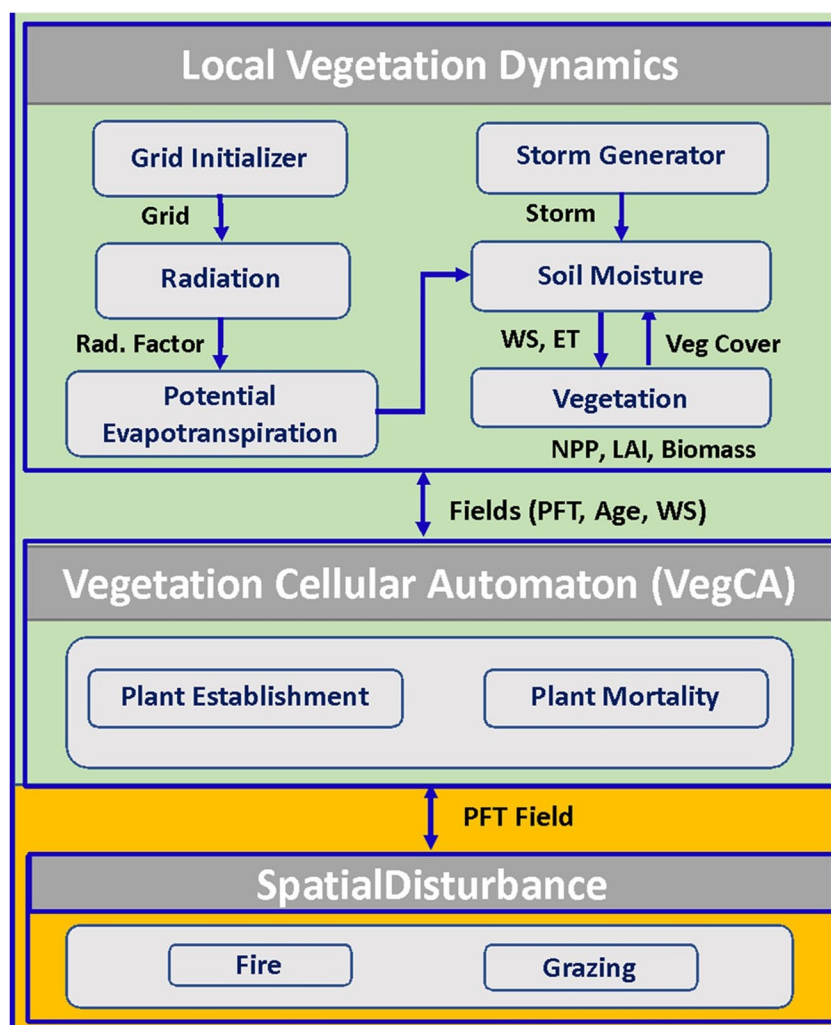 Local Vegetation Dynamics
Grid Initializer
Storm Generator
Grid
Storm
Radiation
Soil Moisture
Rad. Factor
WS, ET
Veg Cover
Potential
Evapotranspiration
Vegetation
NPP, LAI, Biomass
Fields (PFT, Age, WS)
Vegetation Cellular Automaton (VegCA)
Plant Establishment
Plant Mortality
PFT Field
SpatialDisturbance
Fire
Grazing